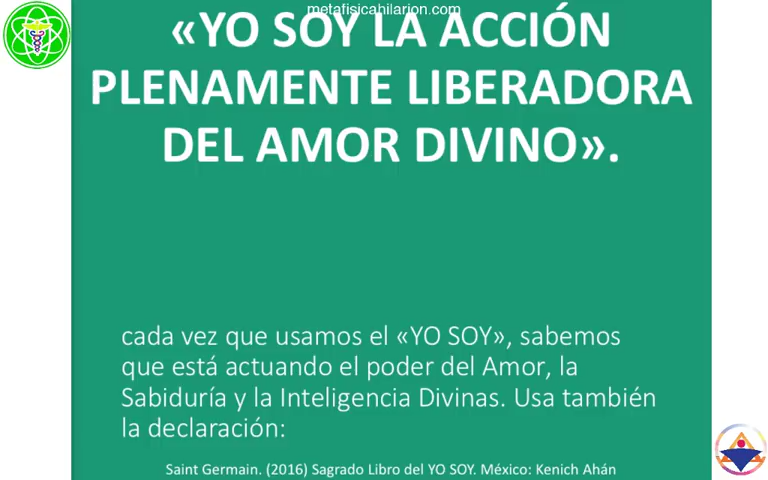 metafisicahilarion.com
«YO SOY LA ACCIÓN
PLENAMENTE LIBERADORA
DEL AMOR DIVINO».
cada vez que usamos el «YO SOY», sabemos
que está actuando el poder del Amor, la
Sabiduría y la Inteligencia Divinas. Usa también
la declaración:
Saint Germain. (2016) Sagrado Libro del YO SOY. México: Kenich Ahán